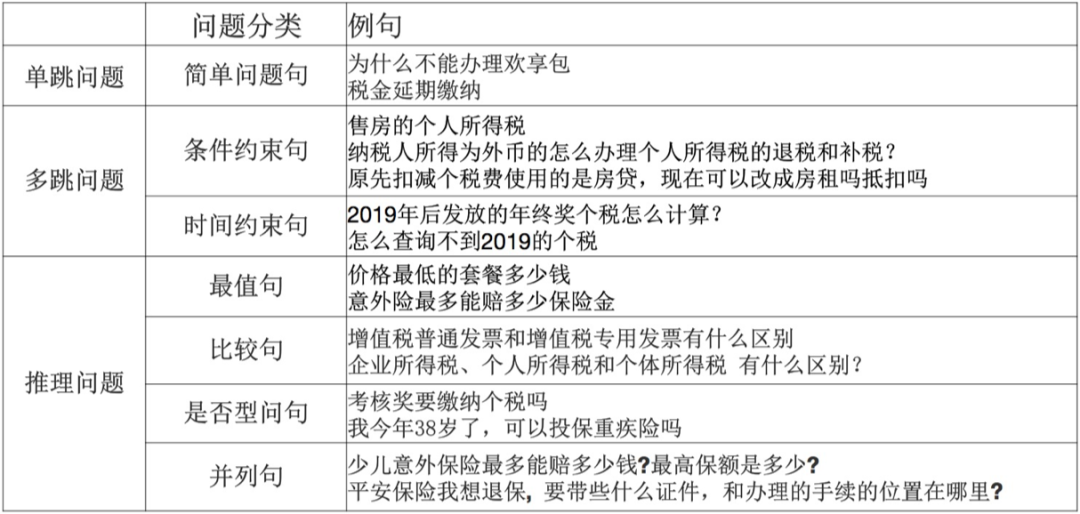 问题分类 例句
单跳问题 简单问题句 为什么不能办理欢享包
税金延期缴纳
多跳问题 条件约束句 售房的个人所得税
纳税人所得为外币的怎么办理个人所得税的退税和补税？
原先扣减个税费使用的是房贷，现在可以改成房租吗抵扣吗
时间约束句 2019年后发放的年终奖个税怎么计算？
怎么查询不到2019的个税
推理问题 最值句 价格最低的套餐多少钱
意外险最多能赔多少保险金
比较句 增值税普通发票和增值税专用发票有什么区别
企业所得税、个人所得税和个体所得税 有什么区别？
是否型问句 考核奖要缴纳个税吗
我今年38岁了，可以投保重疾险吗
并列句 少儿意外保险最多能赔多少钱?最高保额是多少?
平安保险我想退保, 要带些什么证件，和办理的手续的位置在哪里?